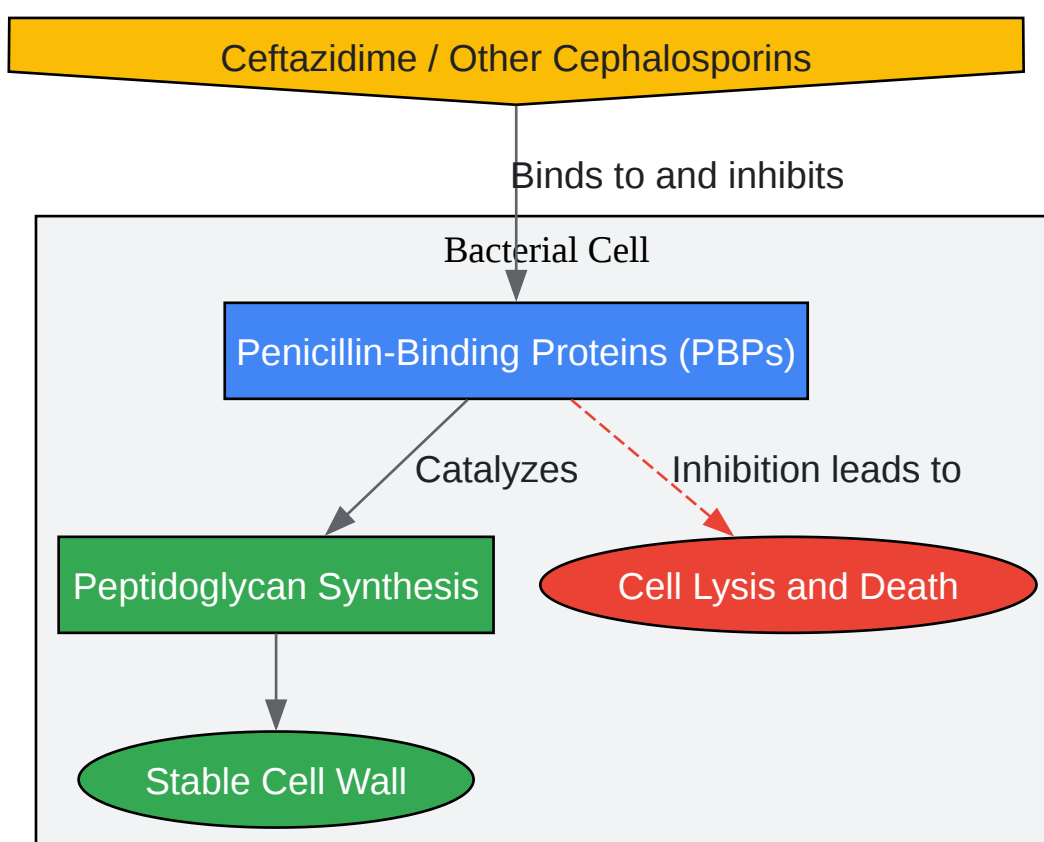 Ceftazidime / Other Cephalosporins
Binds to and inhibits
Bacterial Cell
Penicillin-Binding Proteins (PBPs)
Catalyzes
Inhibition leads to
Peptidoglycan Synthesis
Cell Lysis and Death
Stable Cell Wall